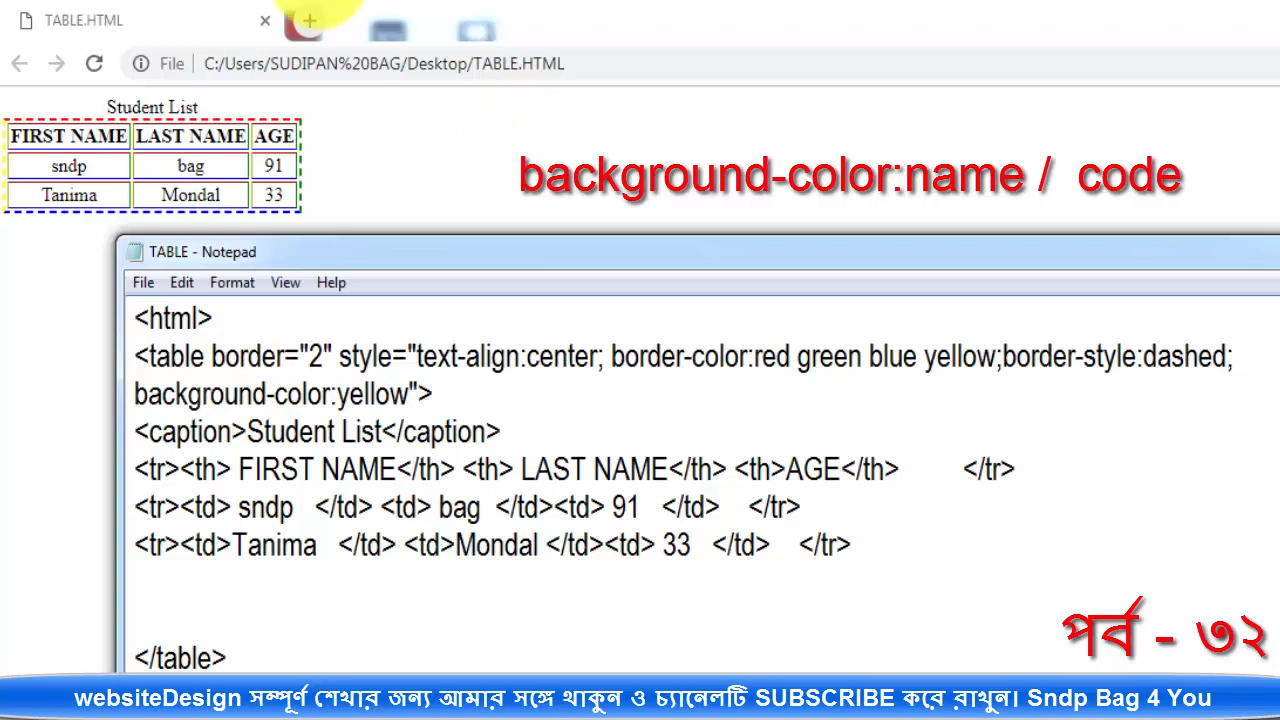 TABLE.HTML
File C:/Users/SUDIPAN%20BAG/Desktop/TABLE.HTML
Student List
FIRST NAME LAST NAME AGE
sndp bag 91
Tanima Mondal 33
background-color:name / code
TABLE - Notepad
File Edit Format View Help
<html>
<table border="2" style="text-align:center; border-color:red green blue yellow;border-style:dashed;
background-color:yellow">
<caption>Student List</caption>
<tr><th> FIRST NAME</th> <th> LAST NAME</th> <th>AGE</th> </tr>
<tr><td> sndp </td> <td> bag </td><td> 91 </td> </tr>
<tr><td>Tanima </td> <td>Mondal </td><td> 33 </td> </tr>
</table>
পর্ব - ৩২
websiteDesign সম্পূর্ণ শেখার জন্য আমার সঙ্গে থাকুন ও চ্যানেলটি SUBSCRIBE করে রাখুন। Sndp Bag 4 You